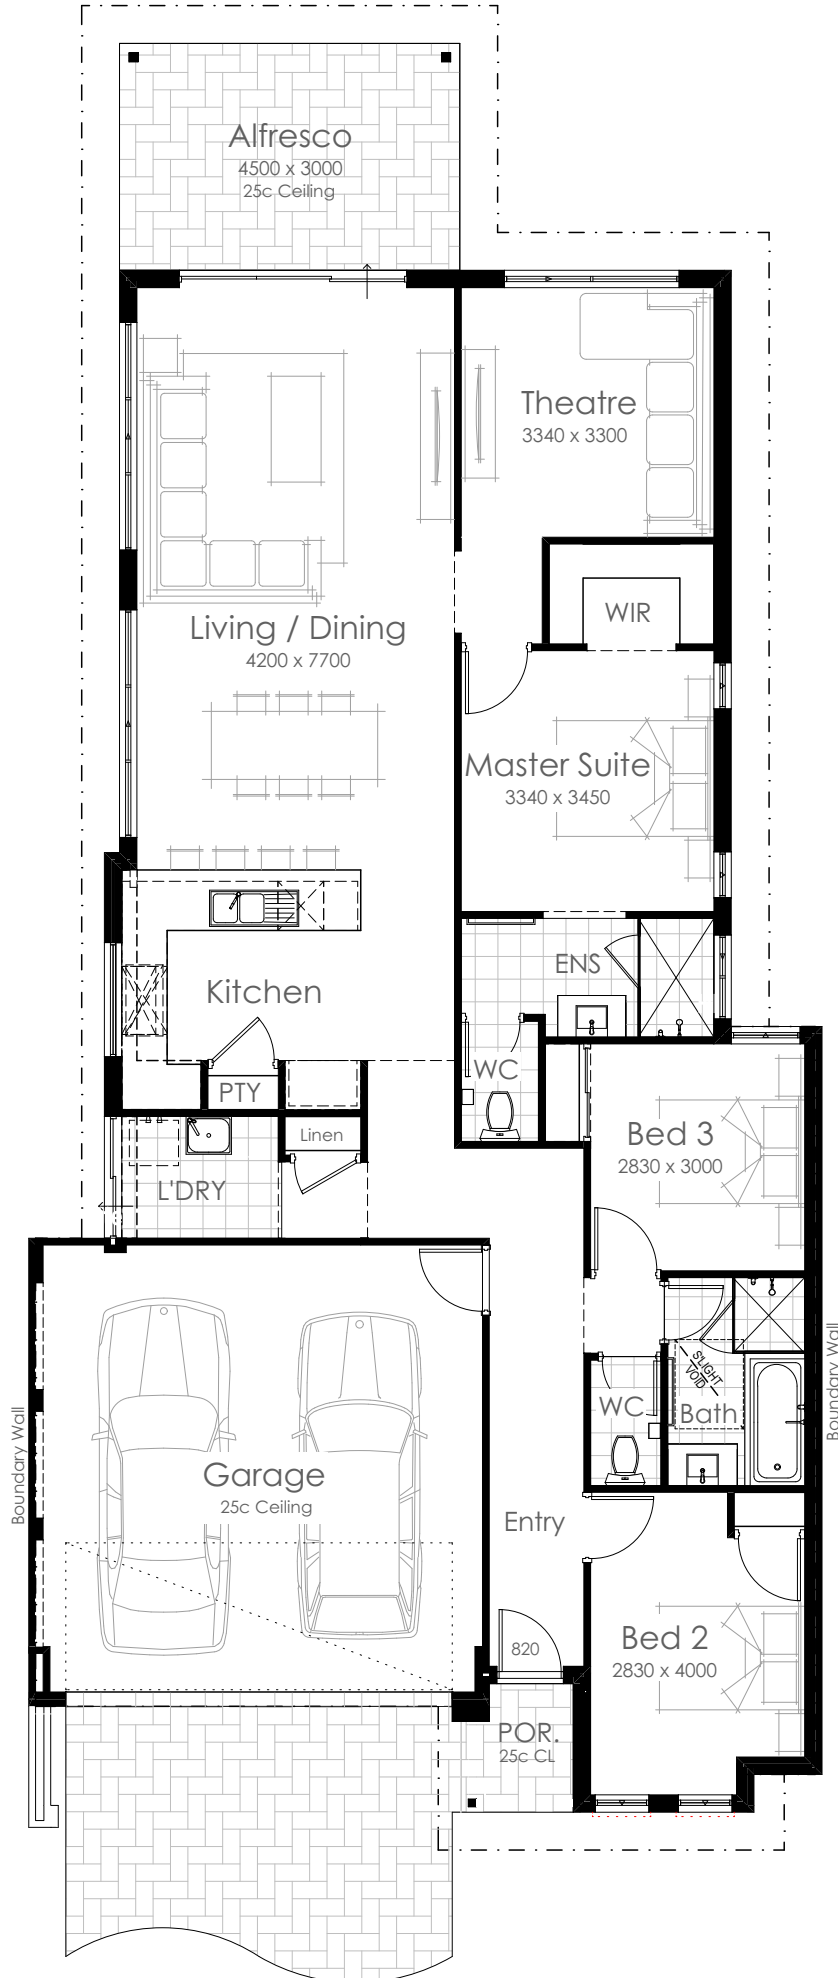 Alfresco
4500 x 3000
25c Ceiling
Theatre
3340 x 3300
WIR
Living / Dining
4200 x 7700
Master Suite
3340 x 3450
ENS
Kitchen
WC
PTY
Linen
Bed 3
2830 x 3000
L'DRY
S'LIGHT
VOID
WC
Bath
Boundary Wall
Boundary Wall
Garage
25c Ceiling
Entry
820
Bed 2
2830 x 4000
POR.
25c CL